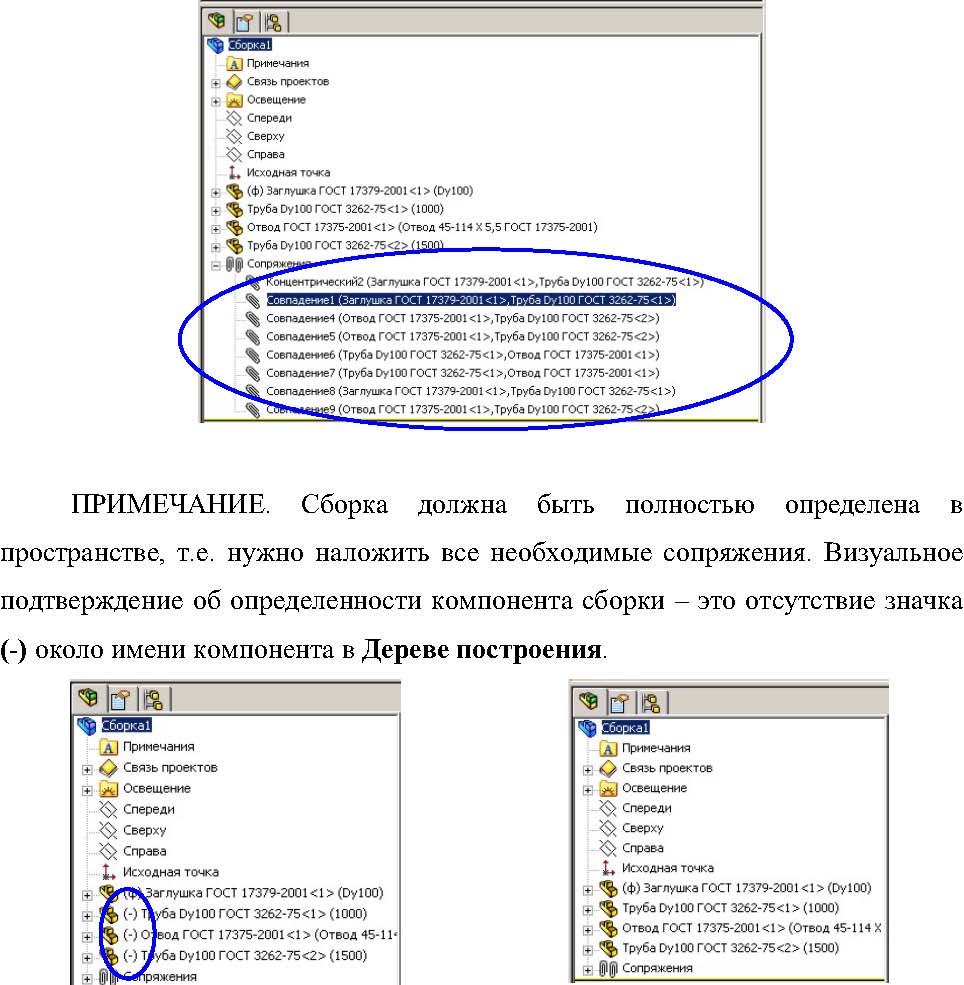 Сборка1
Примечания
Связь проектов
Освещение
Спереди
Сверху
Справа
Исходная точка
(ф) Заглушка ГОСТ 17379-2001<1> (Dy100)
Труба Dy100 ГОСТ 3262-75<1> (1000)
Отвод ГОСТ 17375-2001<1> (Отвод 45-114 X 5,5 ГОСТ 17375-2001)
Труба Dy100 ГОСТ 3262-75<2> (1500)
Сопряжения
Концентрический2 (Заглушка ГОСТ 17379-2001<1>,Труба Dy100 ГОСТ 3262-75<1>)
Совпадение1 (Заглушка ГОСТ 17379-2001<1>,Труба Dy100 ГОСТ 3262-75<1>)
Совпадение4 (Отвод ГОСТ 17375-2001<1>,Труба Dy100 ГОСТ 3262-75<2>)
Совпадение5 (Отвод ГОСТ 17375-2001<1>,Труба Dy100 ГОСТ 3262-75<2>)
Совпадение6 (Труба Dy100 ГОСТ 3262-75<1>,Отвод ГОСТ 17375-2001<1>)
Совпадение7 (Труба Dy100 ГОСТ 3262-75<1>,Отвод ГОСТ 17375-2001<1>)
Совпадение8 (Заглушка ГОСТ 17379-2001<1>,Труба Dy100 ГОСТ 3262-75<1>)
Совпадение9 (Отвод ГОСТ 17375-2001<1>,Труба Dy100 ГОСТ 3262-75<2>)
ПРИМЕЧАНИЕ. Сборка должна быть полностью определена в
пространстве, т.е. нужно наложить все необходимые сопряжения. Визуальное
подтверждение об определенности компонента сборки – это отсутствие значка
(-) около имени компонента в Дереве построения.
Сборка1
Примечания
Связь проектов
Освещение
Спереди
Сверху
Справа
Исходная точка
(ф) Заглушка ГОСТ 17379-2001<1> (Dy100)
(-) Труба Dy100 ГОСТ 3262-75<1> (1000)
(-) Отвод ГОСТ 17375-2001<1> (Отвод 45-114
(-) Труба Dy100 ГОСТ 3262-75<2> (1500)
Сопряжения
Сборка1
Примечания
Связь проектов
Освещение
Спереди
Сверху
Справа
Исходная точка
(ф) Заглушка ГОСТ 17379-2001<1> (Dy100)
Труба Dy100 ГОСТ 3262-75<1> (1000)
Отвод ГОСТ 17375-2001<1> (Отвод 45-114 X
Труба Dy100 ГОСТ 3262-75<2> (1500)
Сопряжения